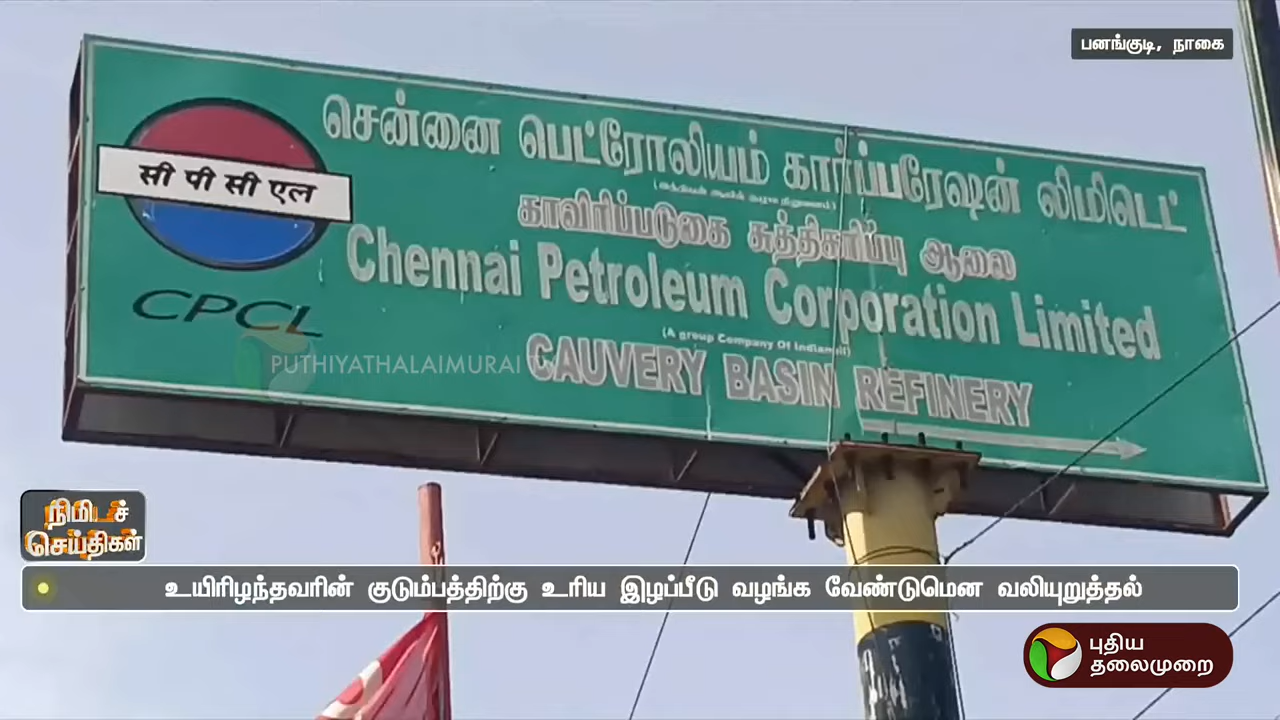 பனங்குடி, நாகை
சென்னை பெட்ரோலியம் கார்ப்பரேஷன் லிமிடெட்
காவிரிப்படுகை சுத்திகரிப்பு ஆலை
सी पी सी एल
CPCL
Chennai Petroleum Corporation Limited
(A group Company Of Indianoil)
CAUVERY BASIN REFINERY
PUTHIYATHALAIMURAI
நிமிடச்
செய்திகள்
உயிரிழந்தவரின் குடும்பத்திற்கு உரிய இழப்பீடு வழங்க வேண்டுமென வலியுறுத்தல்
புதிய
தலைமுறை